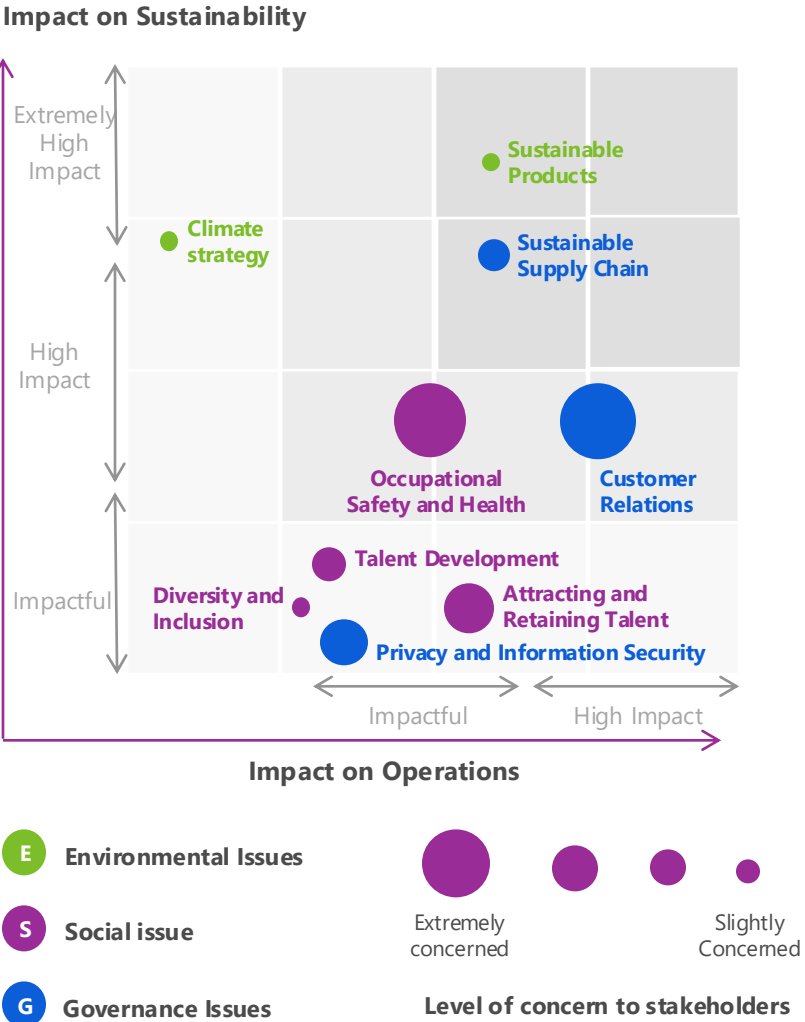 Impact on Sustainability
Extremely
High
Impact
Sustainable
Products
Climate
strategy
Sustainable
Supply Chain
High
Impact
Occupational
Safety and Health
Customer
Relations
Talent Development
Diversity and
Inclusion
Attracting and
Retaining Talent
Impactful
Privacy and Information Security
Impactful
High Impact
Impact on Operations
E
Environmental Issues
S
Social issue
G
Governance Issues
Extremely
concerned
Slightly
Concerned
Level of concern to stakeholders